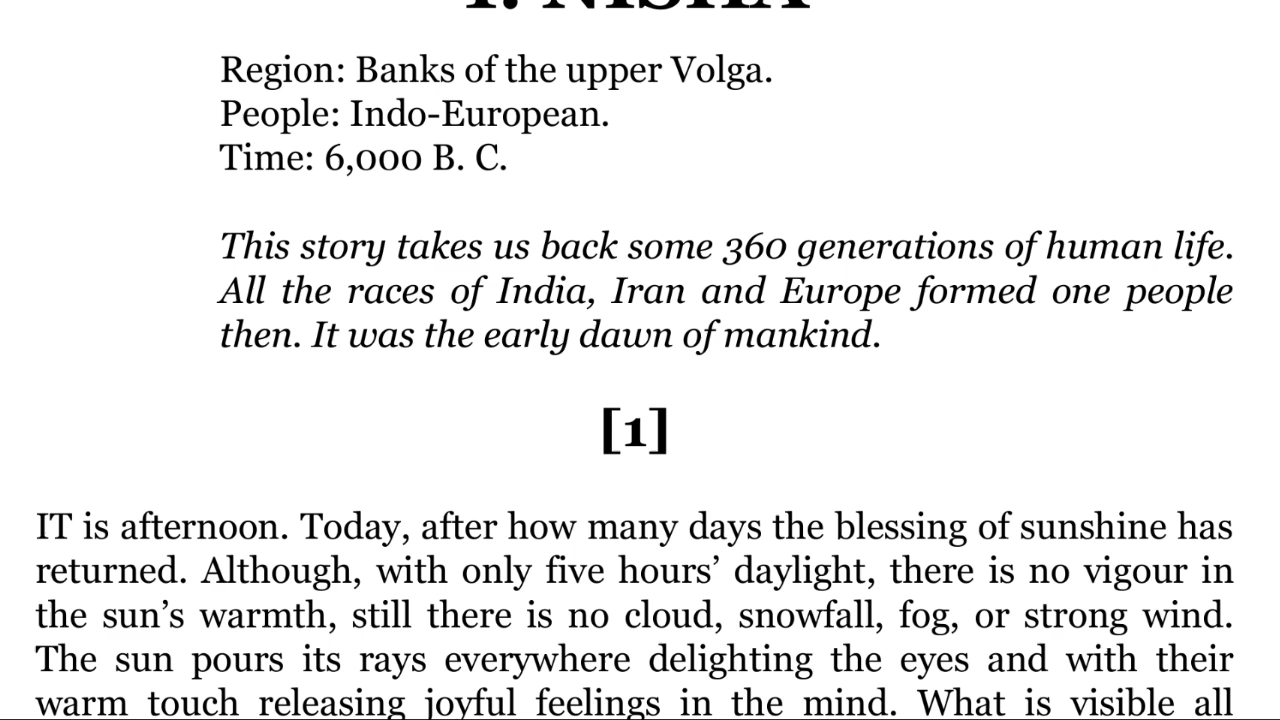 1. NISHA
Region: Banks of the upper Volga.
People: Indo-European.
Time: 6,000 B. C.
This story takes us back some 360 generations of human life.
All the races of India, Iran and Europe formed one people
then. It was the early dawn of mankind.
[1]
IT is afternoon. Today, after how many days the blessing of sunshine has
returned. Although, with only five hours’ daylight, there is no vigour in
the sun’s warmth, still there is no cloud, snowfall, fog, or strong wind.
The sun pours its rays everywhere delighting the eyes and with their
warm touch releasing joyful feelings in the mind. What is visible all